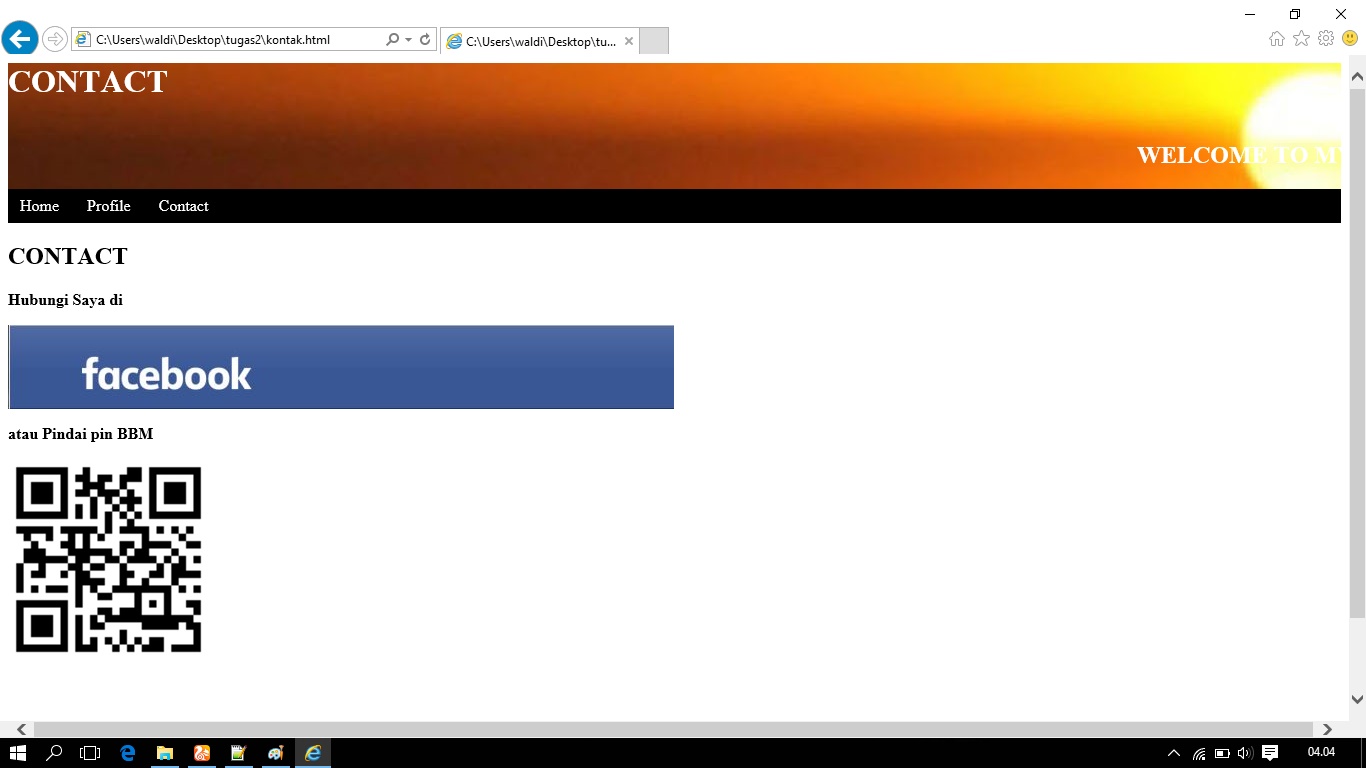 C:\Users\waldi\Desktop\tugas2\kontak.html
C:\Users\waldi\Desktop\tu...
CONTACT
WELCOME TO MY
Home Profile Contact
CONTACT
Hubungi Saya di
facebook
atau Pindai pin BBM
04.04